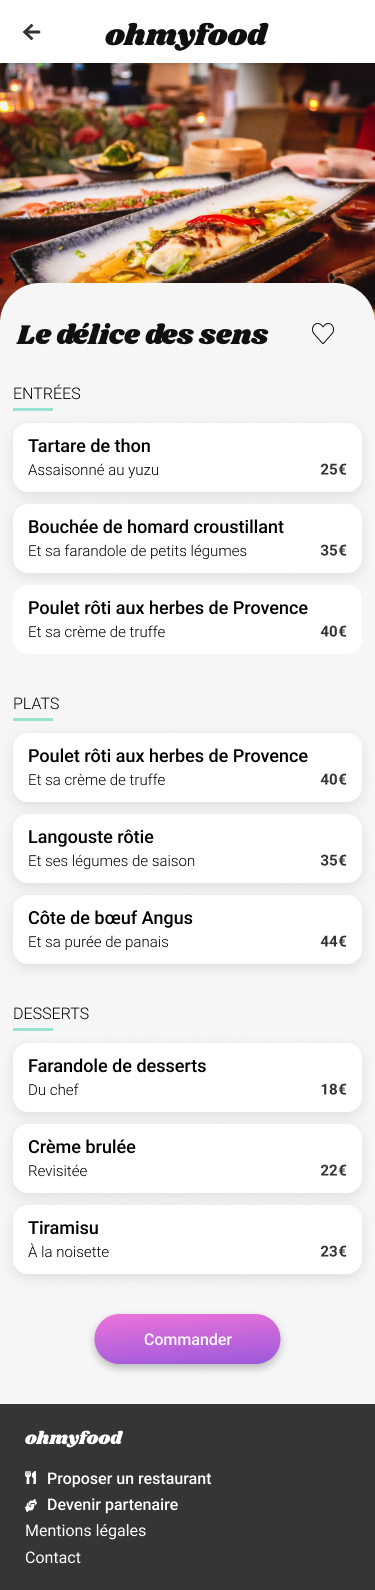 ohmyfood
Le délice des sens
ENTRÉES
Tartare de thon
Assaisonné au yuzu 25€
Bouchée de homard croustillant
Et sa farandole de petits légumes 35€
Poulet rôti aux herbes de Provence
Et sa crème de truffe 40€
PLATS
Poulet rôti aux herbes de Provence
Et sa crème de truffe 40€
Langouste rôtie
Et ses légumes de saison 35€
Côte de bœuf Angus
Et sa purée de panais 44€
DESSERTS
Farandole de desserts
Du chef 18€
Crème brulée
Revisitée 22€
Tiramisu
À la noisette 23€
Commander
ohmyfood
Proposer un restaurant
Devenir partenaire
Mentions légales
Contact